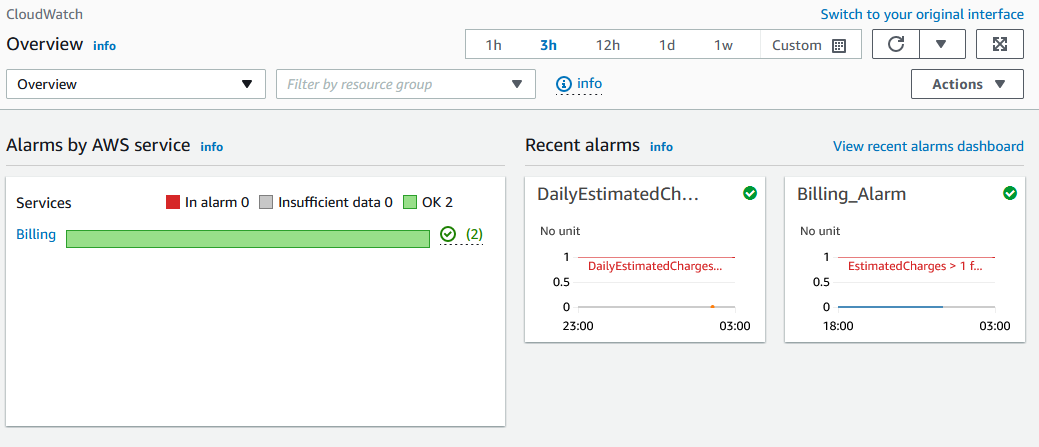 CloudWatch
Switch to your original interface
Overview info
1h 3h 12h 1d 1w Custom
Overview
Filter by resource group
info
Actions
Alarms by AWS service info
Recent alarms info
View recent alarms dashboard
Services
In alarm 0 Insufficient data 0 OK 2
Billing (2)
DailyEstimatedCh...
No unit
1
DailyEstimatedCharges...
0.5
0
23:00 03:00
Billing_Alarm
No unit
1
EstimatedCharges > 1 f...
0.5
0
18:00 03:00